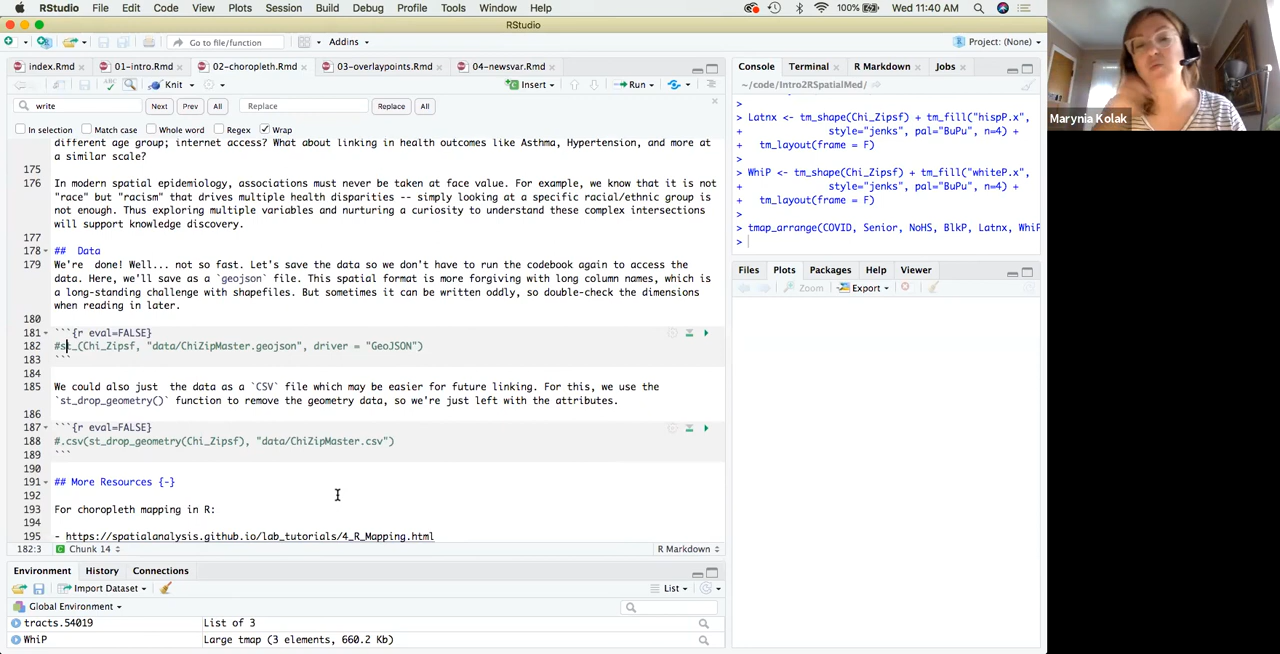 RStudio File Edit Code View Plots Session Build Debug Profile Tools Window Help 100% Wed 11:40 AM
RStudio
Go to file/function Addins Project: (None)
index.Rmd 01-intro.Rmd 02-choropleth.Rmd 03-overlaypoints.Rmd 04-newsvar.Rmd
Knit Insert Run
write Next Prev All Replace Replace All
In selection Match case Whole word Regex Wrap
different age group; internet access? What about linking in health outcomes like Asthma, Hypertension, and more at
a similar scale?
175
176 In modern spatial epidemiology, associations must never be taken at face value. For example, we know that it is not
"race" but "racism" that drives multiple health disparities -- simply looking at a specific racial/ethnic group is
not enough. Thus exploring multiple variables and nurturing a curiosity to understand these complex intersections
will support knowledge discovery.
177
178 ##  Data
179 We're  done! Well... not so fast. Let's save the data so we don't have to run the codebook again to access the
data. Here, we'll save as a `geojson` file. This spatial format is more forgiving with long column names, which is
a long-standing challenge with shapefiles. But sometimes it can be written oddly, so double-check the dimensions
when reading in later.
180
181 ```{r eval=FALSE}
182 #st_(Chi_Zipsf, "data/ChiZipMaster.geojson", driver = "GeoJSON")
183 ```
184
185 We could also just  the data as a `CSV` file which may be easier for future linking. For this, we use the
`st_drop_geometry()` function to remove the geometry data, so we're just left with the attributes.
186
187 ```{r eval=FALSE}
188 #.csv(st_drop_geometry(Chi_Zipsf), "data/ChiZipMaster.csv")
189 ```
190
191 ## More Resources {-}
192
193 For choropleth mapping in R:
194
195 - https://spatialanalysis.github.io/lab_tutorials/4_R_Mapping.html
182:3 Chunk 14 R Markdown
Environment History Connections
Import Dataset List
Global Environment
tracts.54019 List of 3
WhiP Large tmap (3 elements, 660.2 Kb)
Console Terminal R Markdown Jobs
~/code/Intro2RSpatialMed/
>
> Latnx <- tm_shape(Chi_Zipsf) + tm_fill("hispP.x",
+ style="jenks", pal="BuPu", n=4) +
+ tm_layout(frame = F)
>
> WhiP <- tm_shape(Chi_Zipsf) + tm_fill("whiteP.x",
+ style="jenks", pal="BuPu", n=4) +
+ tm_layout(frame = F)
>
> tmap_arrange(COVID, Senior, NoHS, BlkP, Latnx, WhiP
>
Files Plots Packages Help Viewer
Zoom Export
Marynia Kolak